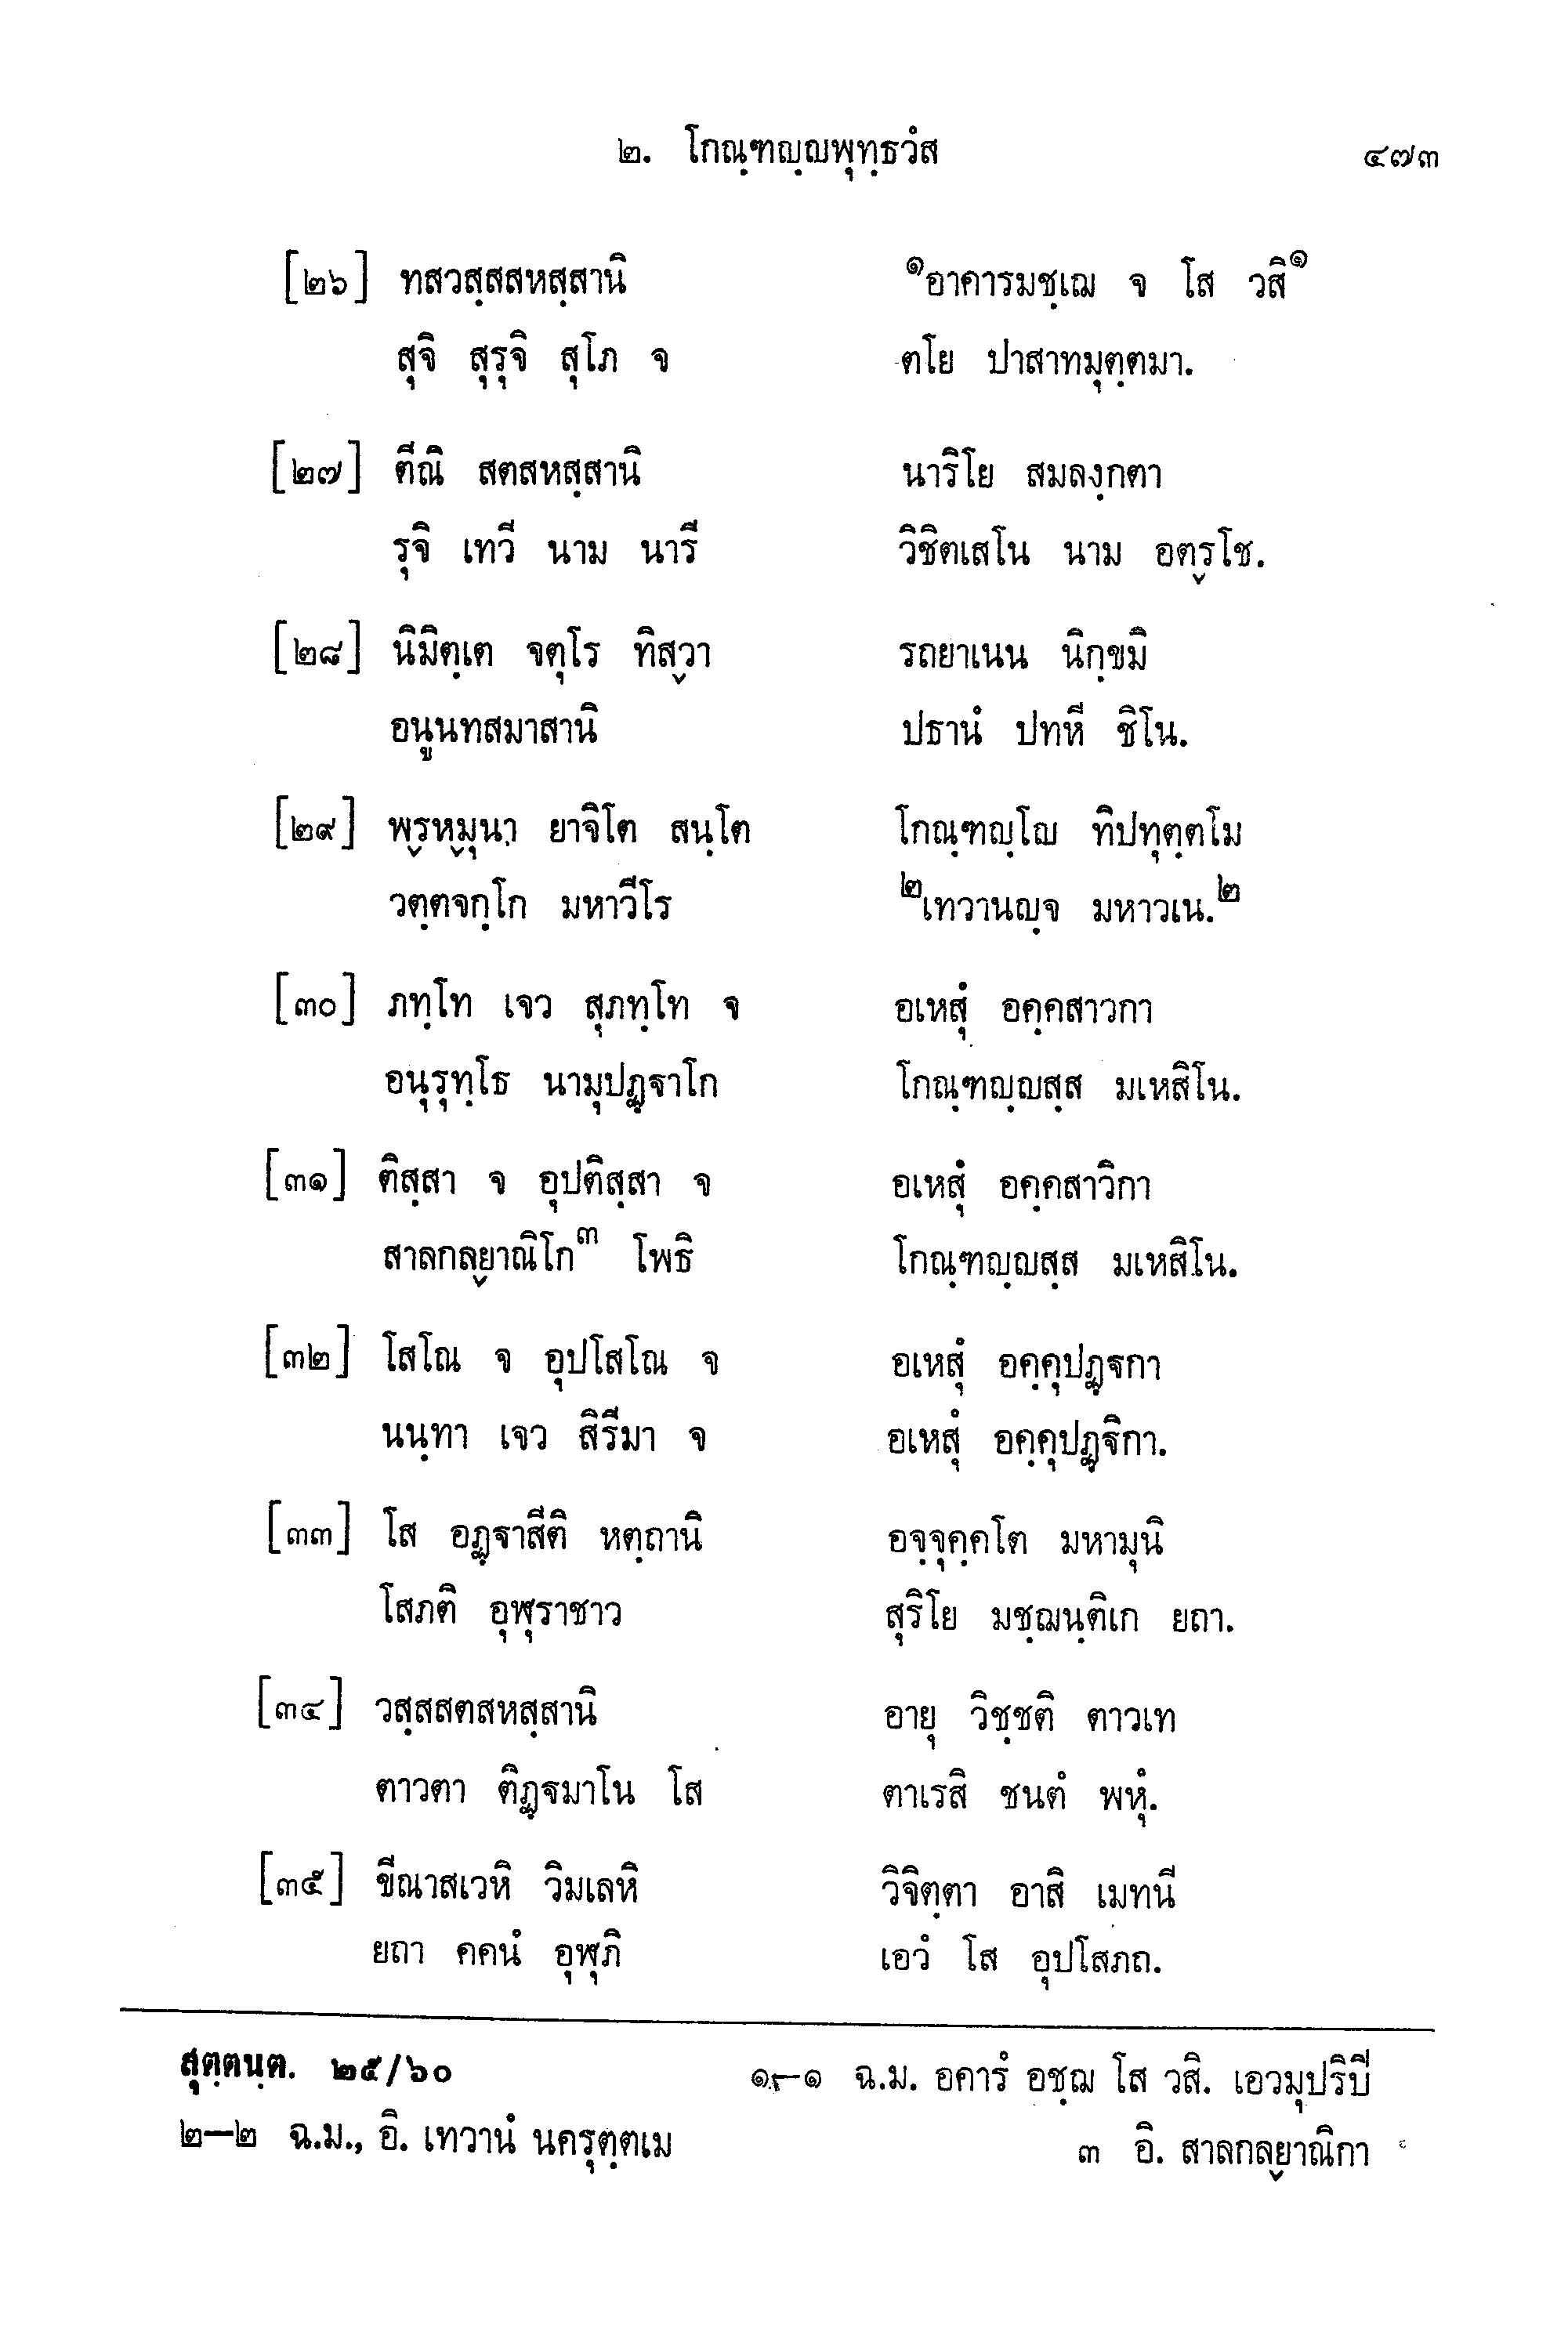 ๒. โกณฺฑญฺญพุทฺธวํส ๔๗๓
[๒๖] ทสวสฺสสหสฺสานิ ๑อาคารมชฺเฌ จ โส วสิ๑
สุจิ สุรุจิ สุโภ จ ตโย ปาสาทมุตฺตมา.
[๒๗] ตีณิ สตสหสฺสานิ นาริโย สมลงฺกตา
รุจิ เทวี นาม นารี วิชิตเสโน นาม อตฺรโช.
[๒๘] นิมิตฺเต จตุโร ทิสฺวา รถยาเนน นิกฺขมิ
อนูนทสมาสานิ ปธานํ ปทหี ชิโน.
[๒๙] พฺรหฺมุนา ยาจิโต สนฺโต โกณฺฑญฺโญ ทิปทุตฺตโม
วตฺตจกฺโก มหาวีโร ๒เทวานญฺจ มหาวเน.๒
[๓๐] ภทฺโท เจว สุภทฺโท จ อเหสุํ อคฺคสาวกา
อนุรุทฺโธ นามุปฏฺฐาโก โกณฺฑญฺญสฺส มเหสิโน.
[๓๑] ติสฺสา จ อุปติสฺสา จ อเหสุํ อคฺคสาวิกา
สาลกลฺยาณิโก๓ โพธิ โกณฺฑญฺญสฺส มเหสิโน.
[๓๒] โสโณ จ อุปโสโณ จ อเหสุํ อคฺคุปฏฺฐกา
นนฺทา เจว สิรีมา จ อเหสุํ อคฺคุปฏฺฐิกา.
[๓๓] โส อฏฺฐาสีติ หตฺถานิ อจฺจุคฺคโต มหามุนิ
โสภติ อุฬุราชาว สุริโย มชฺฌนฺติเก ยถา.
[๓๔] วสฺสสตสหสฺสานิ อายุ วิชฺชติ ตาวเท
ตาวตา ติฏฺฐมาโน โส ตาเรสิ ชนตํ พหุํ.
[๓๕] ขีณาสเวหิ วิมเลหิ วิจิตฺตา อาสิ เมทนี
ยถา คคนํ อุฬุภิ เอวํ โส อุปโสภถ.
สุตฺตนฺต. ๒๕/๖๐ ๑—๑ ฉ.ม. อคารํ อชฺฌ โส วสิ. เอวมุปริปี
๒—๒ ฉ.ม., อิ. เทวานํ นครุตฺตเม ๓ อิ. สาลกลฺยาณิกา